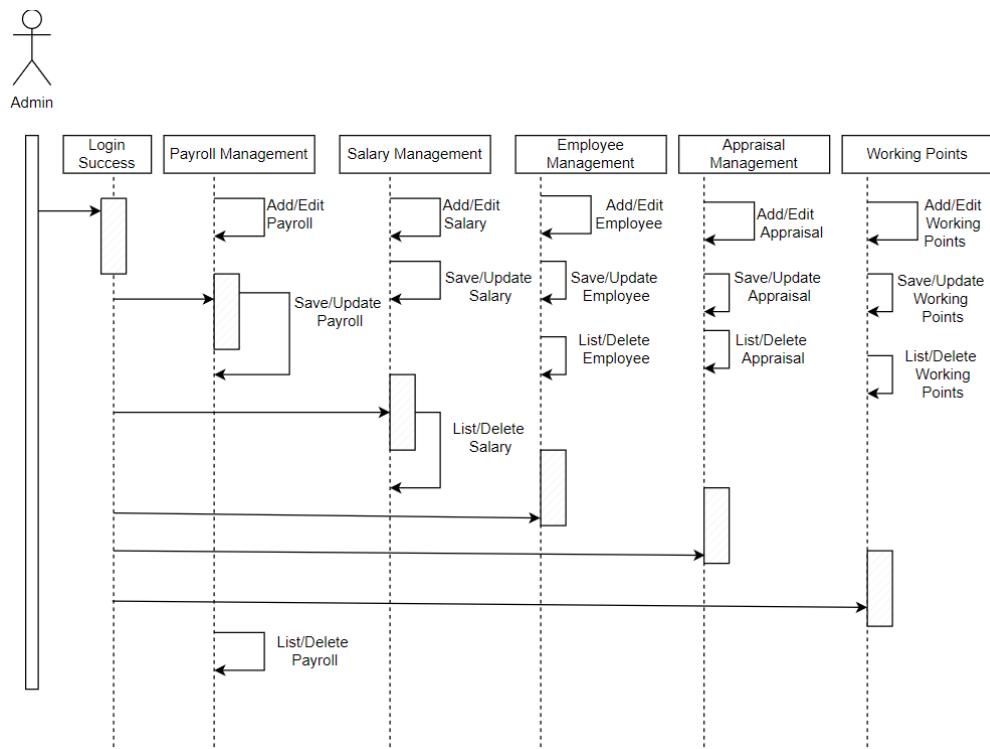 Admin
Login
Success
Payroll Management
Salary Management
Employee
Management
Appraisal
Management
Working Points
Add/Edit
Payroll
Add/Edit
Salary
Add/Edit
Employee
Add/Edit
Appraisal
Add/Edit
Working
Points
Save/Update
Payroll
Save/Update
Salary
Save/Update
Employee
Save/Update
Appraisal
Save/Update
Working
Points
List/Delete
Employee
List/Delete
Appraisal
List/Delete
Working
Points
List/Delete
Salary
List/Delete
Payroll